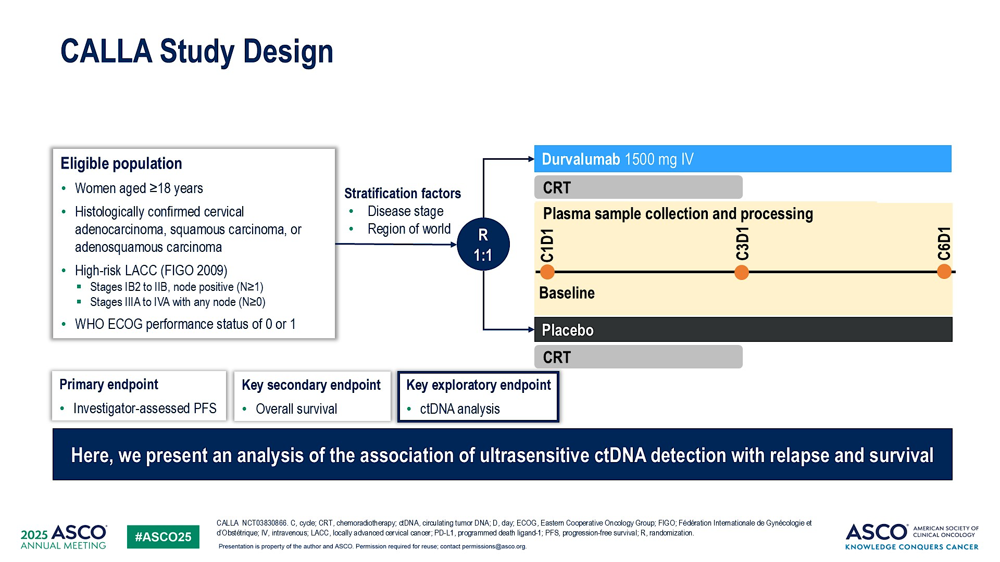 CALLA Study Design
Eligible population
• Women aged ≥18 years
• Histologically confirmed cervical
adenocarcinoma, squamous carcinoma, or
adenosquamous carcinoma
• High-risk LACC (FIGO 2009)
▪ Stages IB2 to IIB, node positive (N≥1)
▪ Stages IIIA to IVA with any node (N≥0)
• WHO ECOG performance status of 0 or 1
Stratification factors
• Disease stage
• Region of world
R
1:1
Durvalumab 1500 mg IV
CRT
Plasma sample collection and processing
C1D1
C3D1
C6D1
Baseline
Placebo
CRT
Primary endpoint
• Investigator-assessed PFS
Key secondary endpoint
• Overall survival
Key exploratory endpoint
• ctDNA analysis
Here, we present an analysis of the association of ultrasensitive ctDNA detection with relapse and survival
2025 ASCO
ANNUAL MEETING
#ASCO25
CALLA NCT03830866. C, cycle; CRT, chemoradiotherapy; ctDNA, circulating tumor DNA; D, day; ECOG, Eastern Cooperative Oncology Group; FIGO; Fédération Internationale de Gynécologie et
d'Obstétrique; IV, intravenous; LACC, locally advanced cervical cancer; PD-L1, programmed death ligand-1; PFS, progression-free survival; R, randomization.
Presentation is property of the author and ASCO. Permission required for reuse; contact permissions@asco.org.
ASCO AMERICAN SOCIETY OF
CLINICAL ONCOLOGY
KNOWLEDGE CONQUERS CANCER